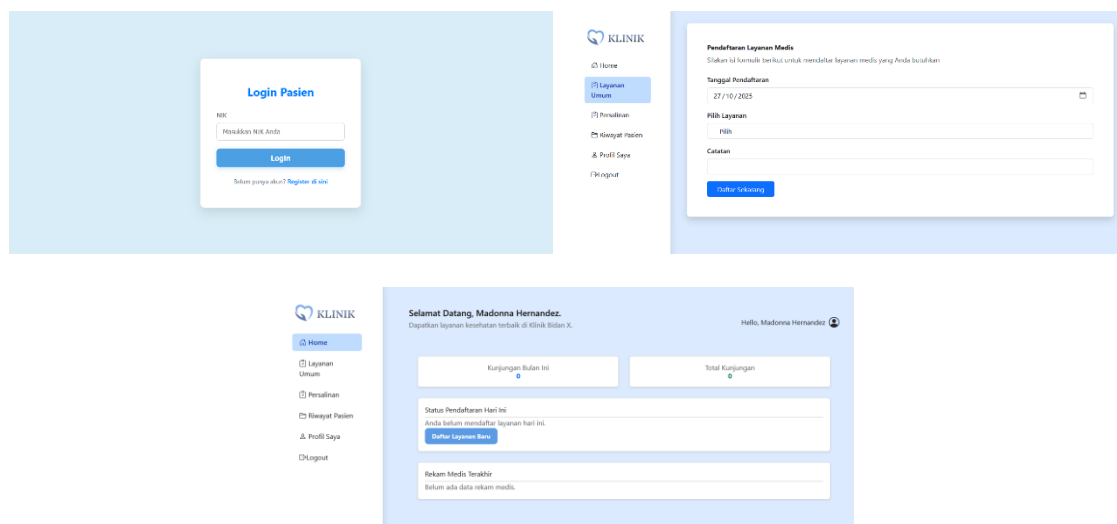 Login Pasien
NIK
Masukkan NIK Anda
Login
Belum punya akun? Register di sini
KLINIK
Home
Layanan
Umum
Persalinan
Riwayat Pasien
Profil Saya
Logout
Pendaftaran Layanan Medis
Silakan isi formulir berikut untuk mendaftar layanan medis yang Anda butuhkan
Tanggal Pendaftaran
27/10/2025
Pilih Layanan
Pilih
Catatan
Daftar Sekarang
KLINIK
Home
Layanan
Umum
Persalinan
Riwayat Pasien
Profil Saya
Logout
Selamat Datang, Madonna Hernandez.
Dapatkan layanan kesehatan terbaik di Klinik Bidan X.
Hello, Madonna Hernandez
Kunjungan Bulan Ini
0
Total Kunjungan
0
Status Pendaftaran Hari Ini
Anda belum mendaftar layanan hari ini.
Daftar Layanan Baru
Rekam Medis Terakhir
Belum ada data rekam medis.